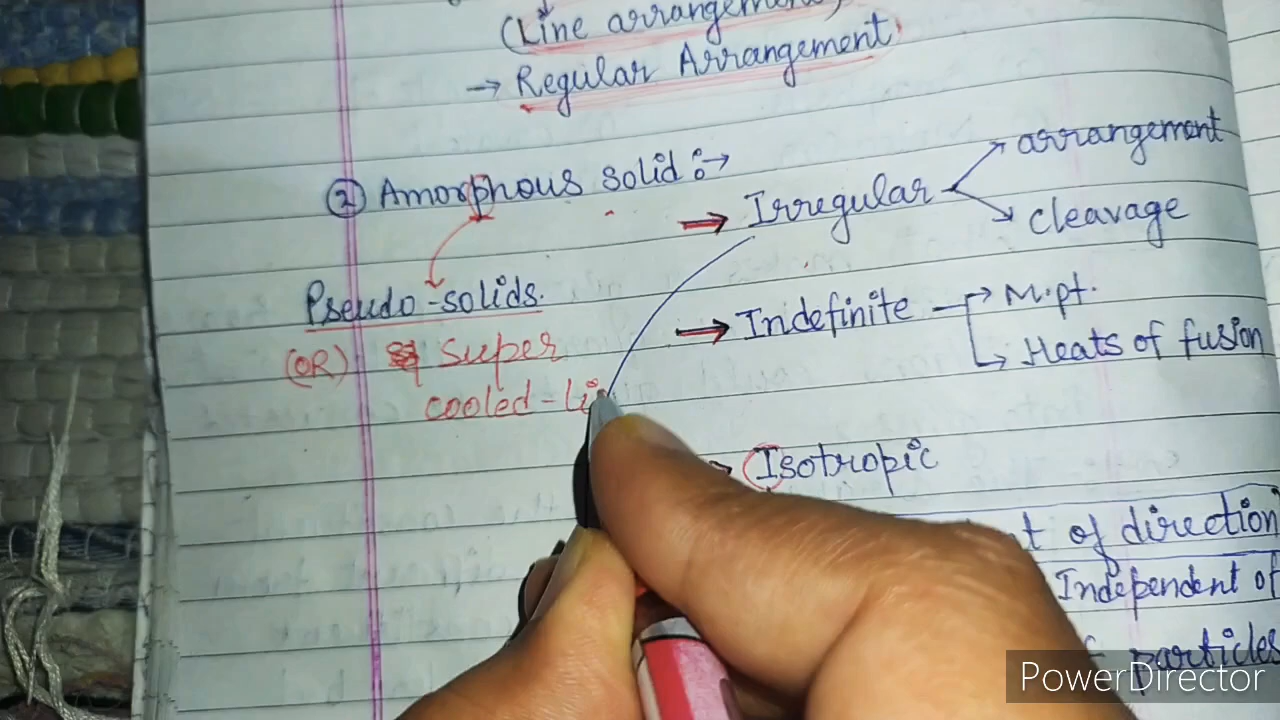 (Line arrangement)
→ Regular Arrangement
② Amorphous solid :→
→ Irregular
arrangement
cleavage
Pseudo-solids.
(OR) Super
cooled-li
→ Indefinite
M.pt.
Heats of fusion
Isotropic
t of direction
Independent of
particles
PowerDirector